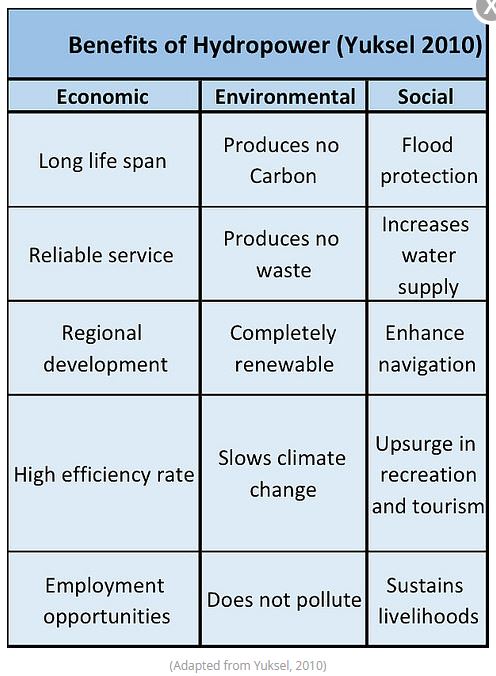 Benefits of Hydropower (Yuksel 2010)
Economic Environmental Social
Long life span
Produces no
Carbon
Flood
protection
Reliable service
Produces no
waste
Increases
water
supply
Regional
development
Completely
renewable
Enhance
navigation
High efficiency rate
Slows climate
change
Upsurge in
recreation
and tourism
Employment
opportunities
Does not pollute
Sustains
livelihoods
(Adapted from Yuksel, 2010)